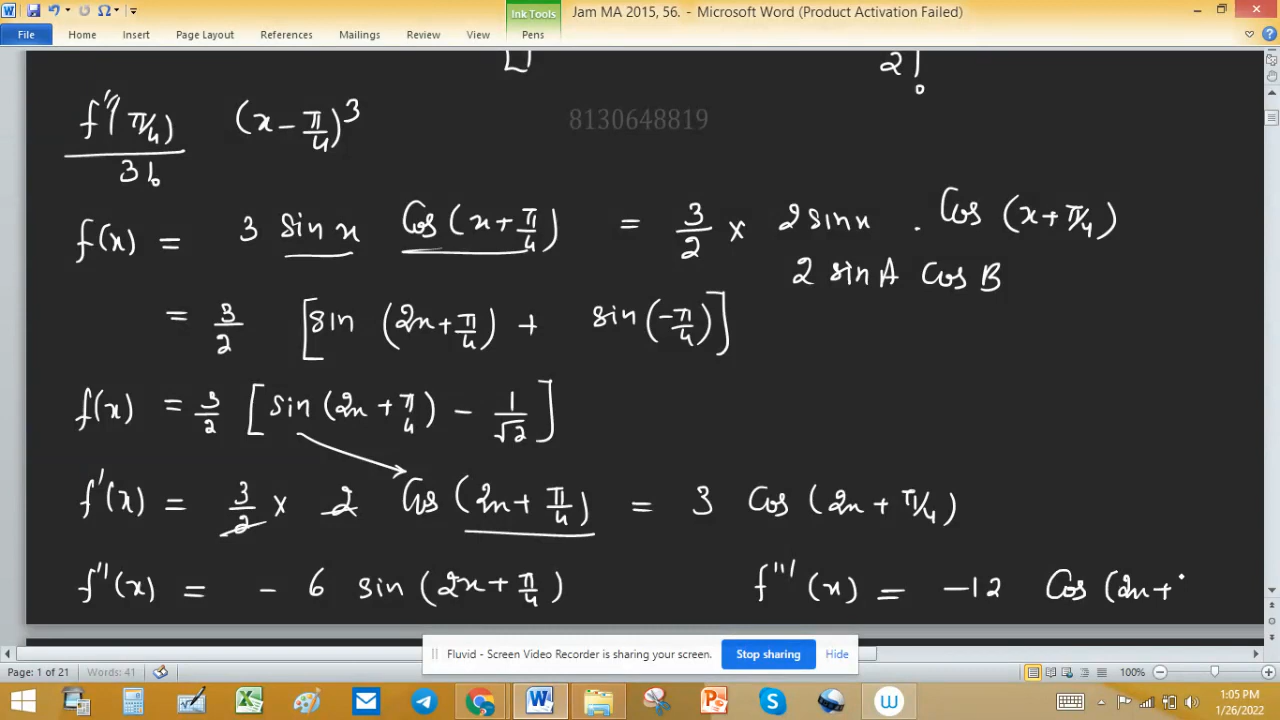 Jam MA 2015, 56. - Microsoft Word (Product Activation Failed)
Ink Tools
File Home Insert Page Layout References Mailings Review View Pens
2!
f'''(π/4)/3! (x - π/4)^3
8130648819
f(x) = 3 sin x Cos(x + π/4) = 3/2 × 2 sin x . Cos (x + π/4)
2 sin A Cos B
= 3/2 [sin (2x + π/4) + sin(-π/4)]
f(x) = 3/2 [sin (2x + π/4) - 1/√2]
f'(x) = 3/2 × 2 Cos (2x + π/4) = 3 Cos (2x + π/4)
f''(x) = - 6 sin (2x + π/4) f'''(x) = -12 Cos (2x +
Fluvid - Screen Video Recorder is sharing your screen. Stop sharing Hide
Page: 1 of 21 Words: 41 100%
1:05 PM
1/26/2022